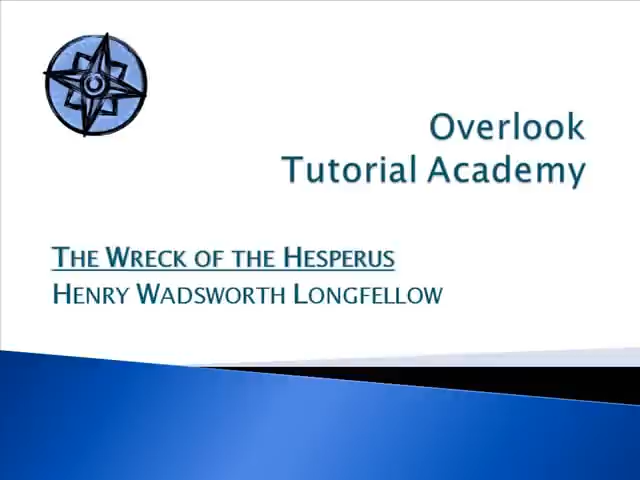 Overlook
Tutorial Academy
The Wreck of the Hesperus
Henry Wadsworth Longfellow